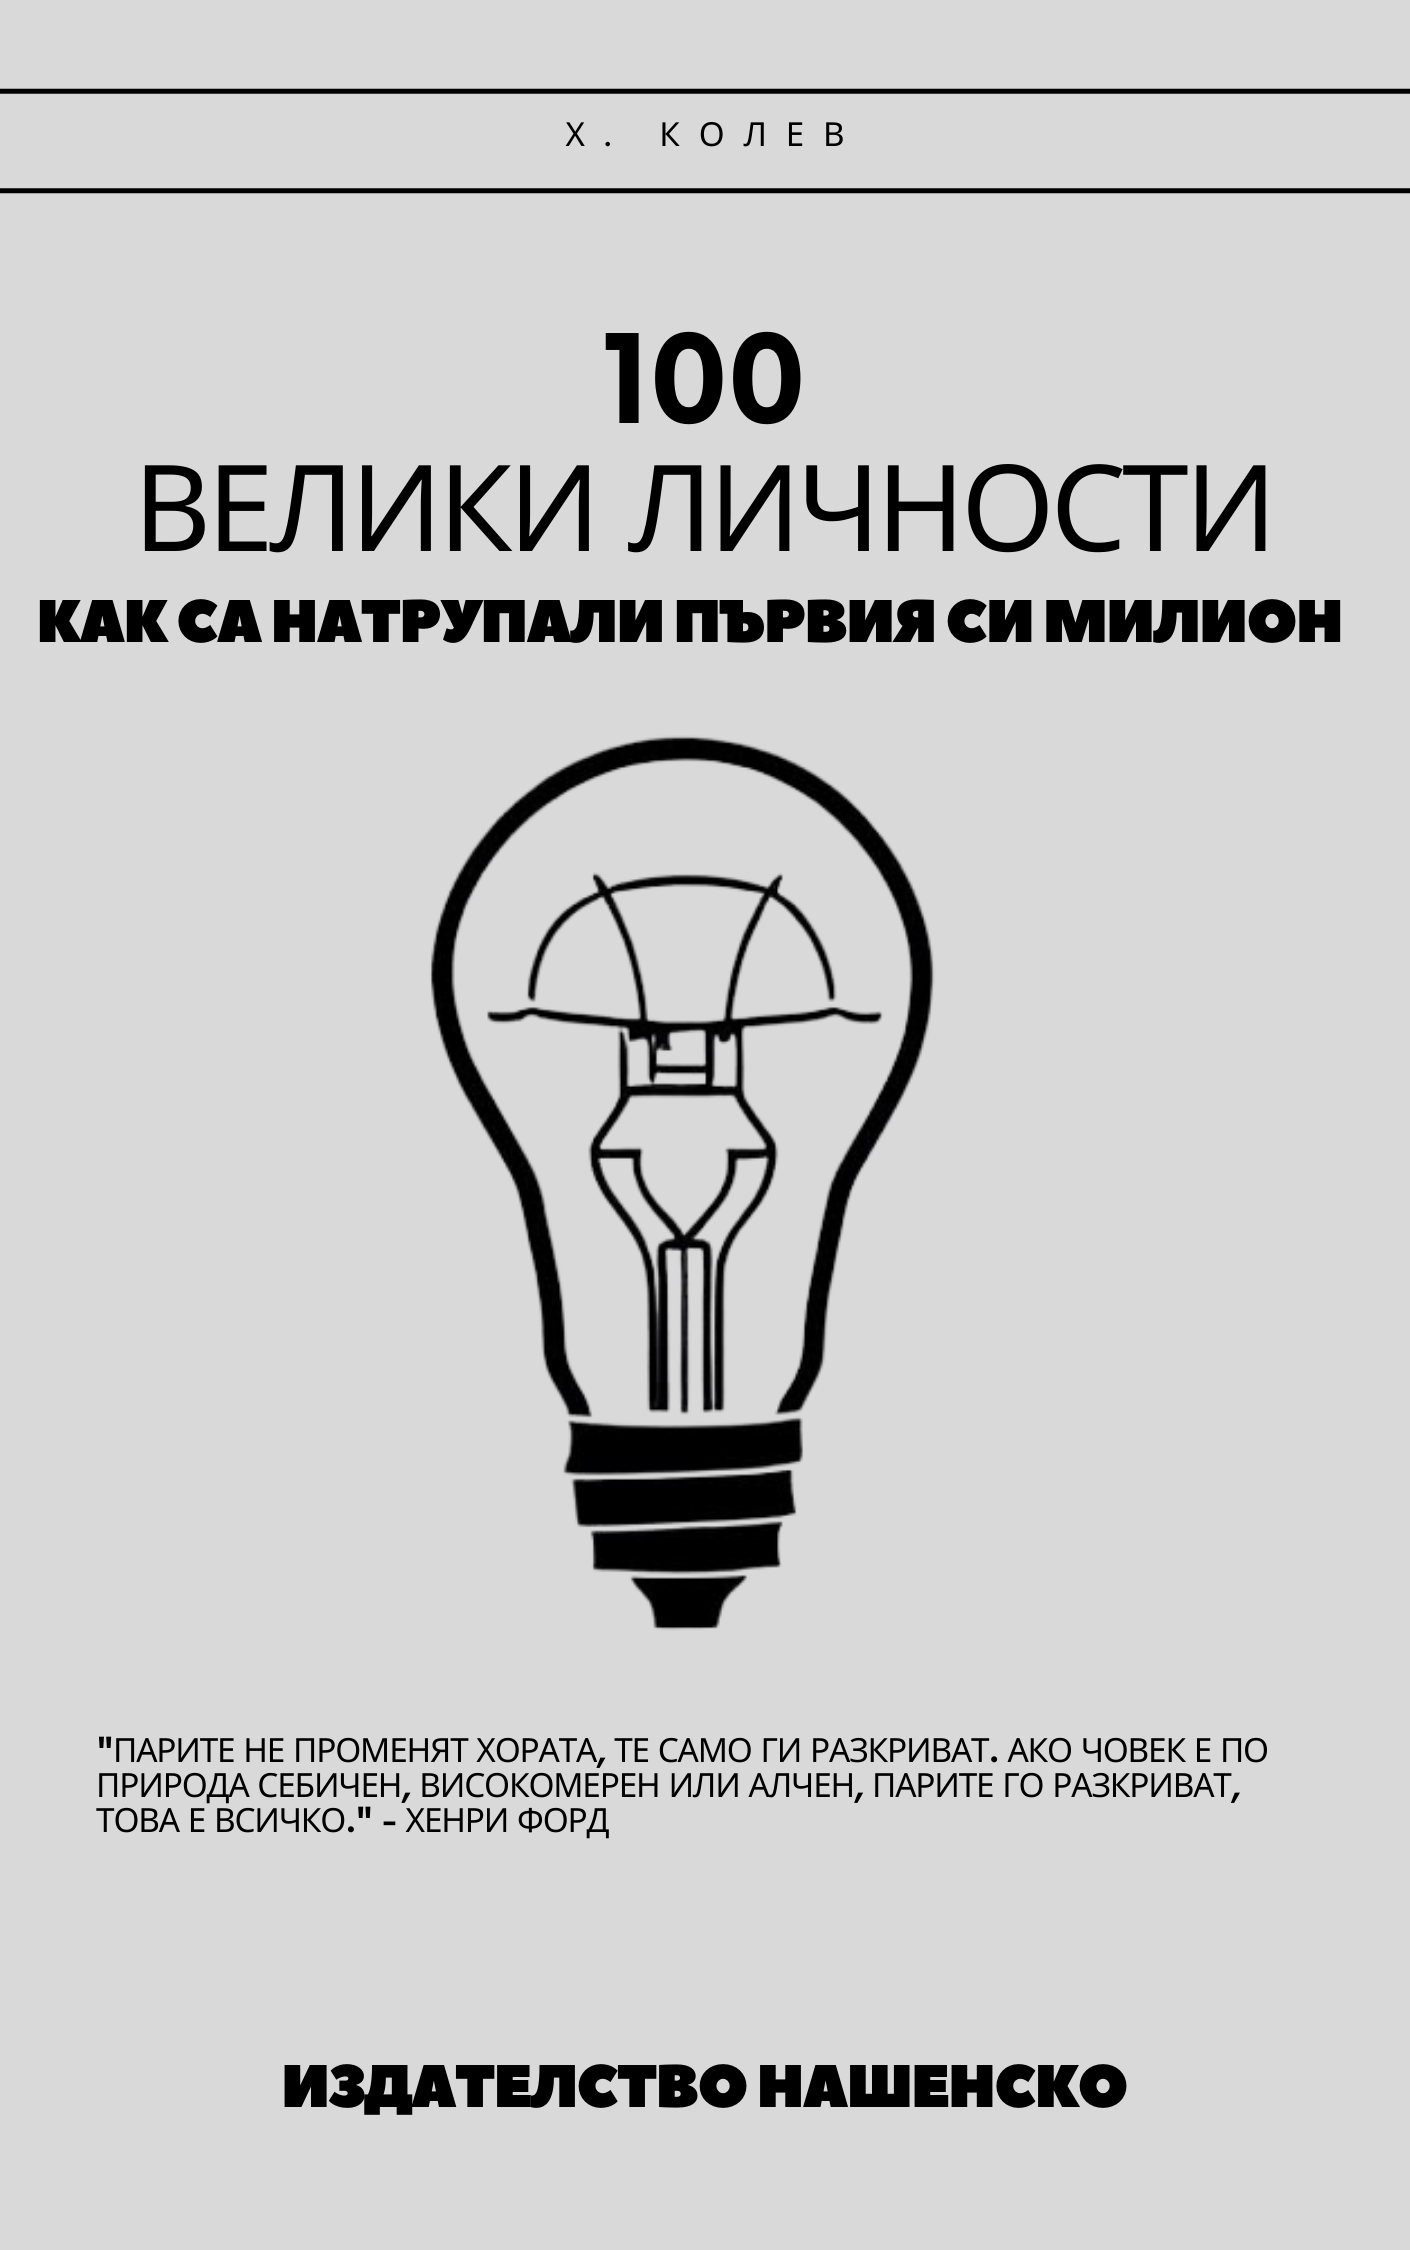 Х. КОЛЕВ
100
ВЕЛИКИ ЛИЧНОСТИ
КАК СА НАТРУПАЛИ ПЪРВИЯ СИ МИЛИОН
"ПАРИТЕ НЕ ПРОМЕНЯТ ХОРАТА, ТЕ САМО ГИ РАЗКРИВАТ. АКО ЧОВЕК Е ПО
ПРИРОДА СЕБИЧЕН, ВИСОКОМЕРЕН ИЛИ АЛЧЕН, ПАРИТЕ ГО РАЗКРИВАТ,
ТОВА Е ВСИЧКО." - ХЕНРИ ФОРД
ИЗДАТЕЛСТВО НАШЕНСКО